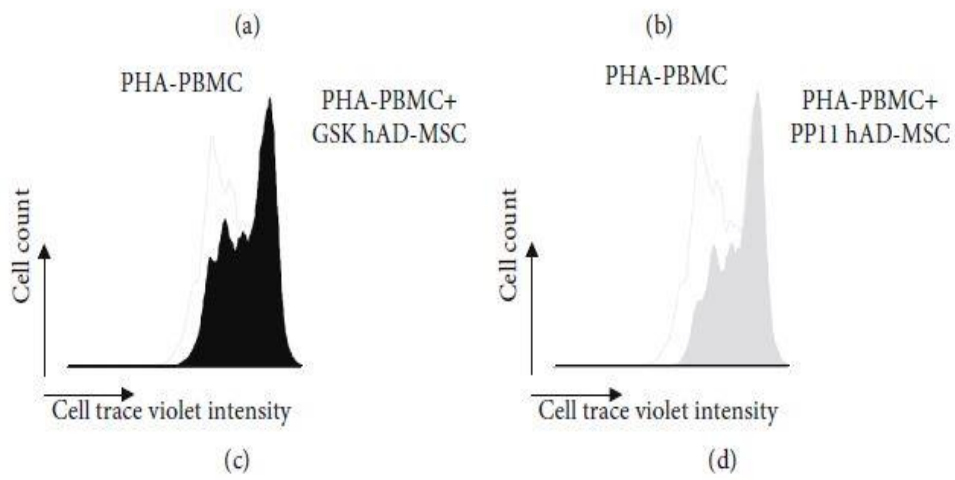 (a)
(b)
PHA-PBMC
PHA-PBMC+
GSK hAD-MSC
Cell count
Cell trace violet intensity
PHA-PBMC
PHA-PBMC+
PP11 hAD-MSC
Cell count
Cell trace violet intensity
(c)
(d)